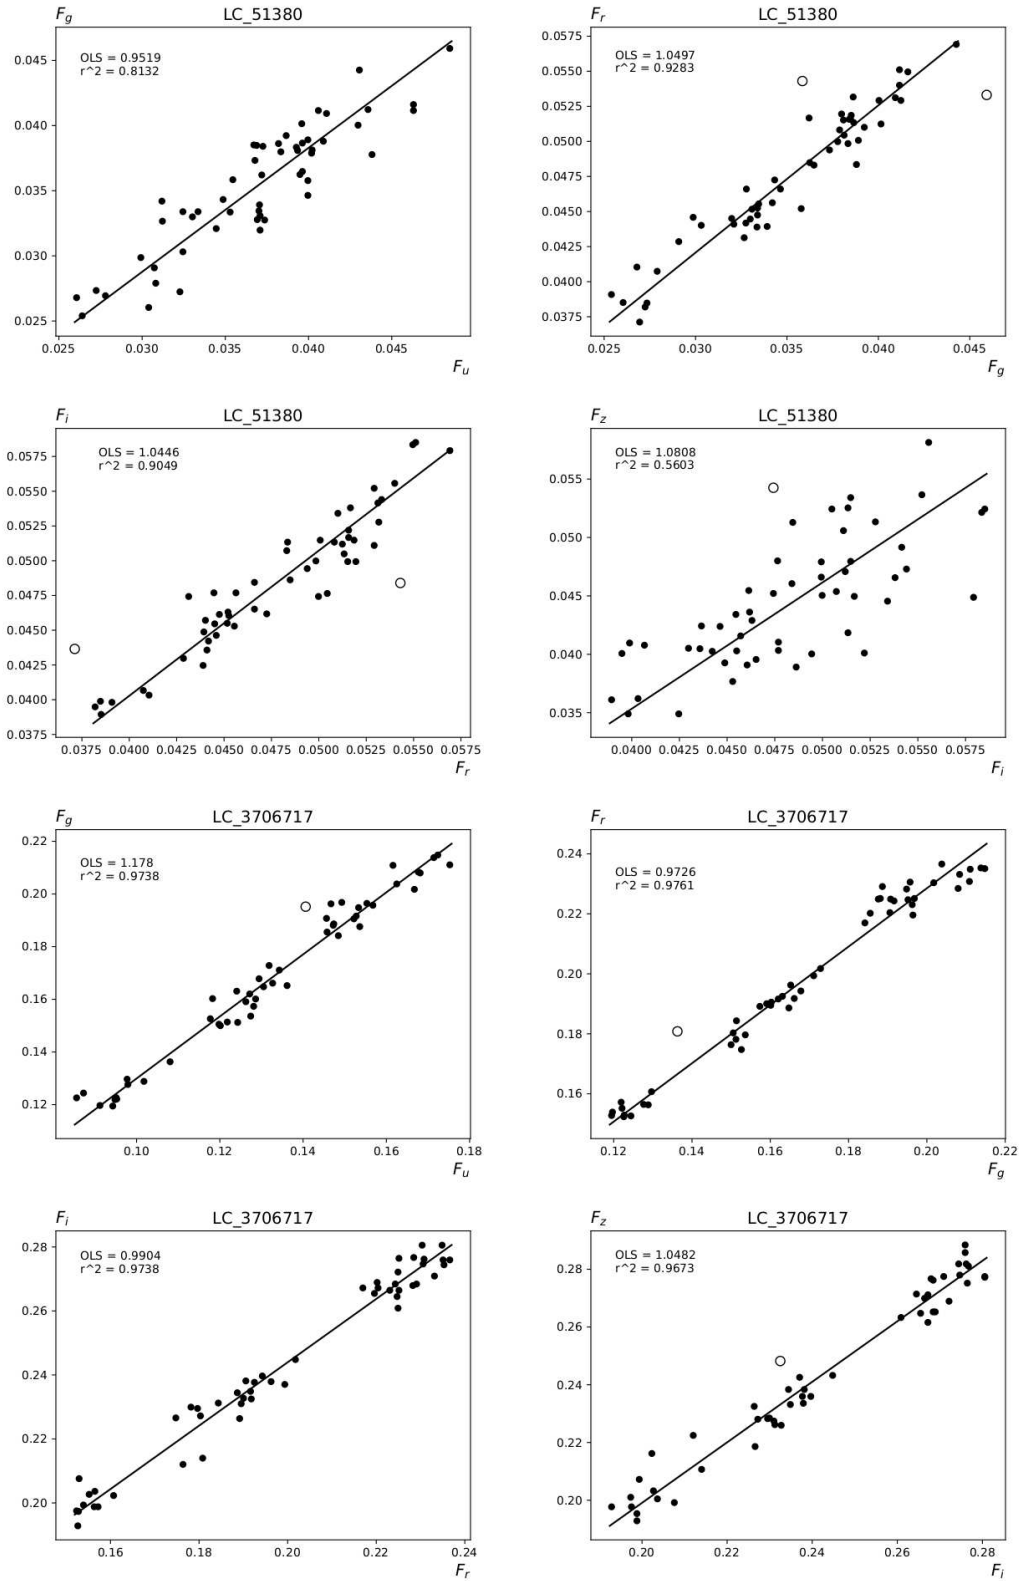 F_g LC_51380
OLS = 0.9519
r^2 = 0.8132
0.045
0.040
0.035
0.030
0.025
0.025 0.030 0.035 0.040 0.045
F_u
F_r LC_51380
OLS = 1.0497
r^2 = 0.9283
0.0575
0.0550
0.0525
0.0500
0.0475
0.0450
0.0425
0.0400
0.0375
0.025 0.030 0.035 0.040 0.045
F_g
F_i LC_51380
OLS = 1.0446
r^2 = 0.9049
0.0575
0.0550
0.0525
0.0500
0.0475
0.0450
0.0425
0.0400
0.0375
0.0375 0.0400 0.0425 0.0450 0.0475 0.0500 0.0525 0.0550 0.0575
F_r
F_z LC_51380
OLS = 1.0808
r^2 = 0.5603
0.055
0.050
0.045
0.040
0.035
0.0400 0.0425 0.0450 0.0475 0.0500 0.0525 0.0550 0.0575
F_i
F_g LC_3706717
OLS = 1.178
r^2 = 0.9738
0.22
0.20
0.18
0.16
0.14
0.12
0.10 0.12 0.14 0.16 0.18
F_u
F_r LC_3706717
OLS = 0.9726
r^2 = 0.9761
0.24
0.22
0.20
0.18
0.16
0.12 0.14 0.16 0.18 0.20 0.22
F_g
F_i LC_3706717
OLS = 0.9904
r^2 = 0.9738
0.28
0.26
0.24
0.22
0.20
0.16 0.18 0.20 0.22 0.24
F_r
F_z LC_3706717
OLS = 1.0482
r^2 = 0.9673
0.28
0.26
0.24
0.22
0.20
0.20 0.22 0.24 0.26 0.28
F_i